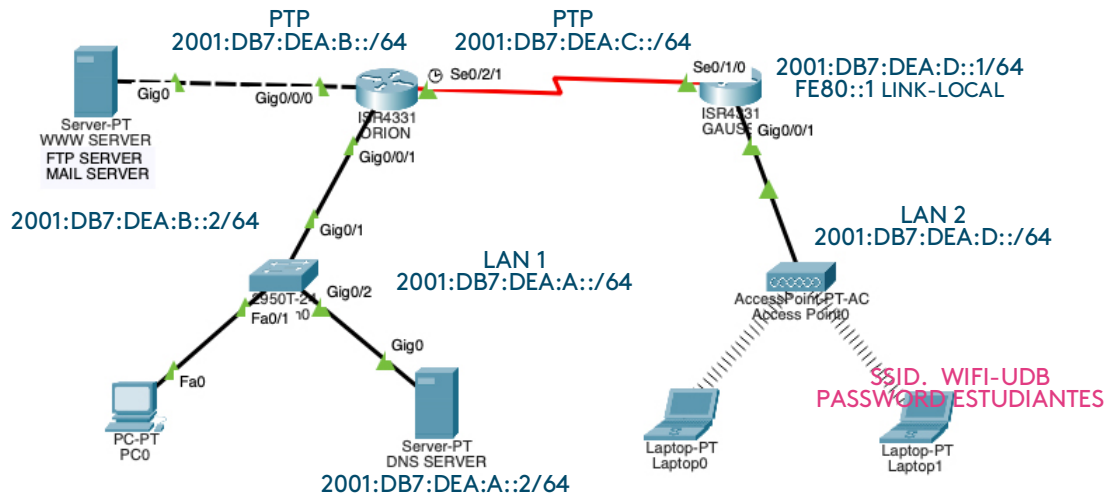 PTP
2001:DB7:DEA:B::/64
PTP
2001:DB7:DEA:C::/64
Se0/2/1
Se0/1/0
2001:DB7:DEA:D::1/64
FE80::1 LINK-LOCAL
Gig0
Gig0/0/0
ISR4331
ORION
ISR4331
Gig0/0/1
Server-PT
WWW SERVER
FTP SERVER
MAIL SERVER
Gig0/0/1
2001:DB7:DEA:B::2/64
Gig0/1
LAN 2
2001:DB7:DEA:D::/64
LAN 1
2001:DB7:DEA:A::/64
Gig0/2
Fa0/1
AccessPoint-PT-AC
Access Point0
Gig0
Fa0
SSID. WIFI-UDB
PASSWORD ESTUDIANTES
PC-PT
PC0
Server-PT
DNS SERVER
2001:DB7:DEA:A::2/64
Laptop-PT
Laptop0
Laptop-PT
Laptop1